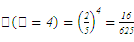 □(□ = 4) = (2/5)^4 = 16/625